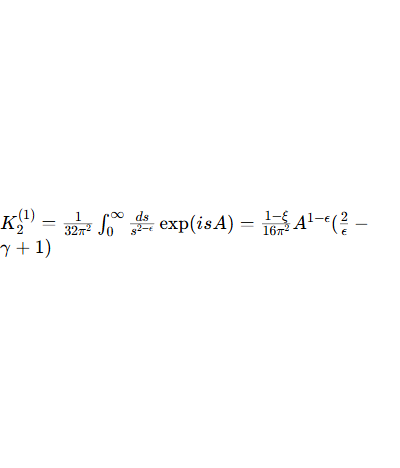 $K_2^{(1)} = \frac{1}{32\pi^2} \int_0^\infty \frac{ds}{s^{2-\epsilon}} \exp(isA) = \frac{1-\xi}{16\pi^2} A^{1-\epsilon} (\frac{2}{\epsilon} -$
$\gamma + 1)$